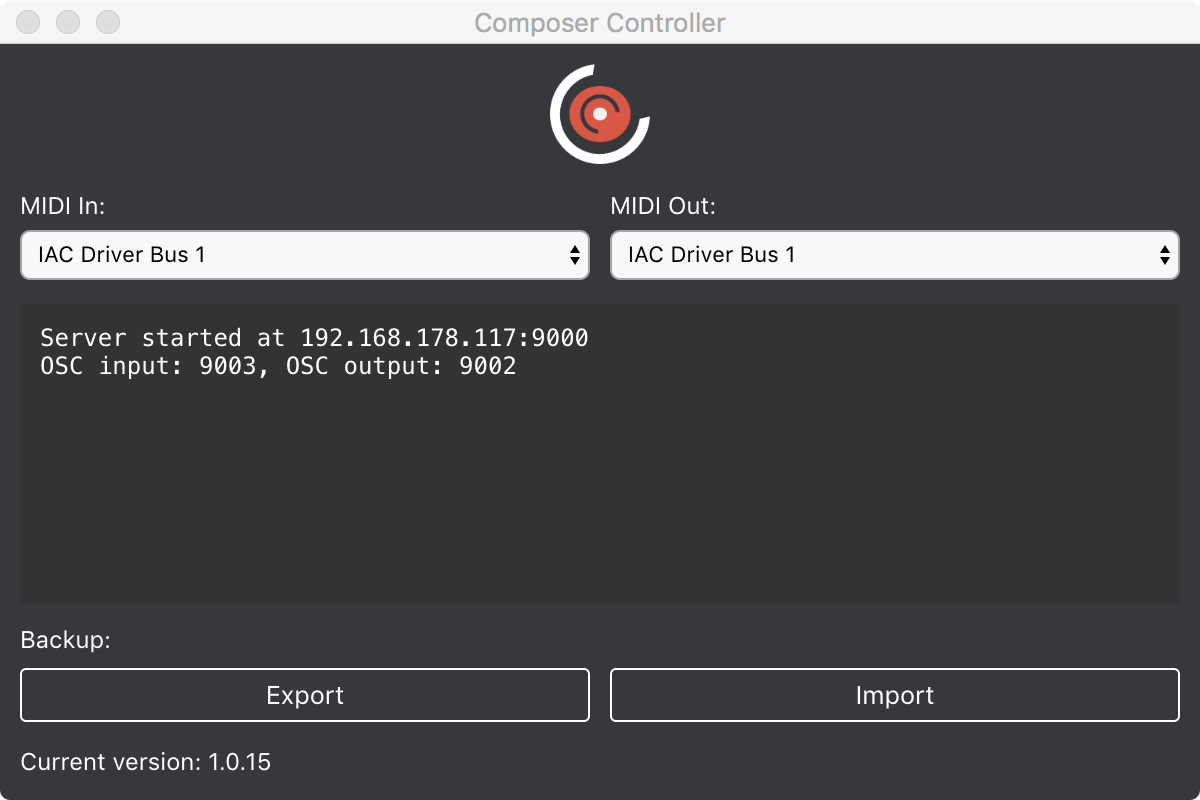 Composer Controller
MIDI In:
MIDI Out:
IAC Driver Bus 1
IAC Driver Bus 1
Server started at 192.168.178.117:9000
OSC input: 9003, OSC output: 9002
Backup:
Export
Import
Current version: 1.0.15